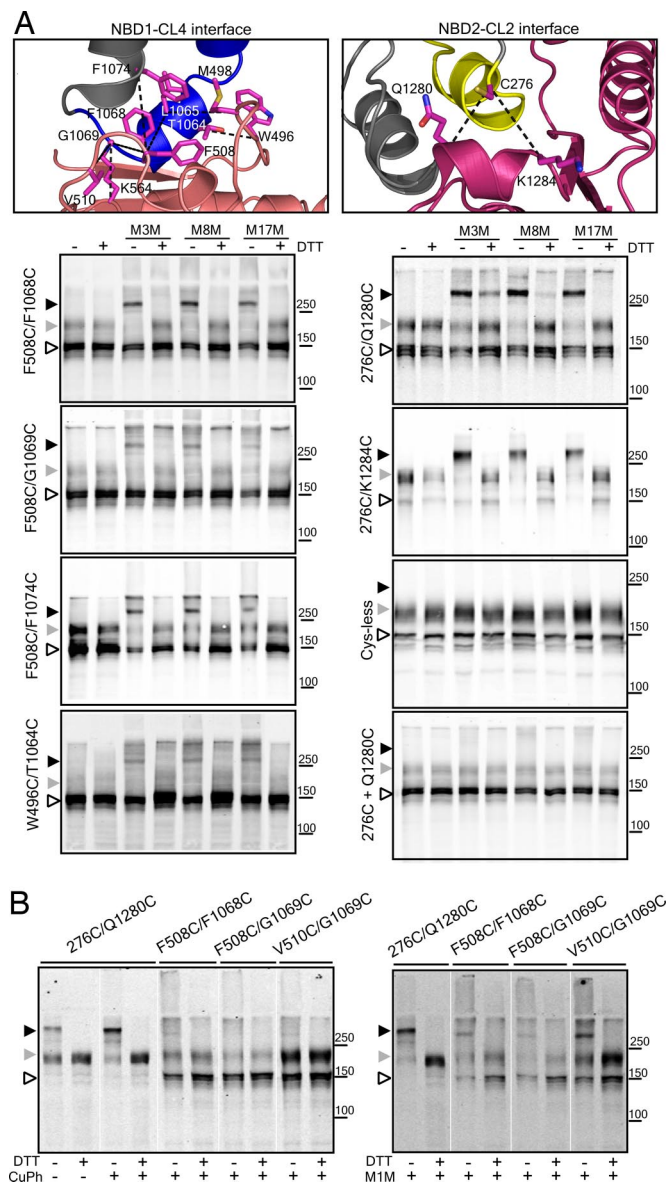 A
NBD1-CL4 interface
F1074
M498
F1068
L1065
T1064
G1069
W496
F508
K564
V510
NBD2-CL2 interface
Q1280
C276
K1284
M3M M8M M17M
- + - + - + - + DTT
F508C/F1068C
250
150
100
F508C/G1069C
250
150
100
F508C/F1074C
250
150
100
W496C/T1064C
250
150
100
M3M M8M M17M
- + - + - + - + DTT
276C/Q1280C
250
150
100
276C/K1284C
250
150
100
Cys-less
250
150
100
276C + Q1280C
250
150
100
B
276C/Q1280C
F508C/F1068C
F508C/G1069C
V510C/G1069C
250
150
100
DTT - + - + - + - + - +
CuPh - - + + + + + + + +
276C/Q1280C
F508C/F1068C
F508C/G1069C
V510C/G1069C
250
150
100
DTT - + - + - + - +
M1M + + + + + + + +